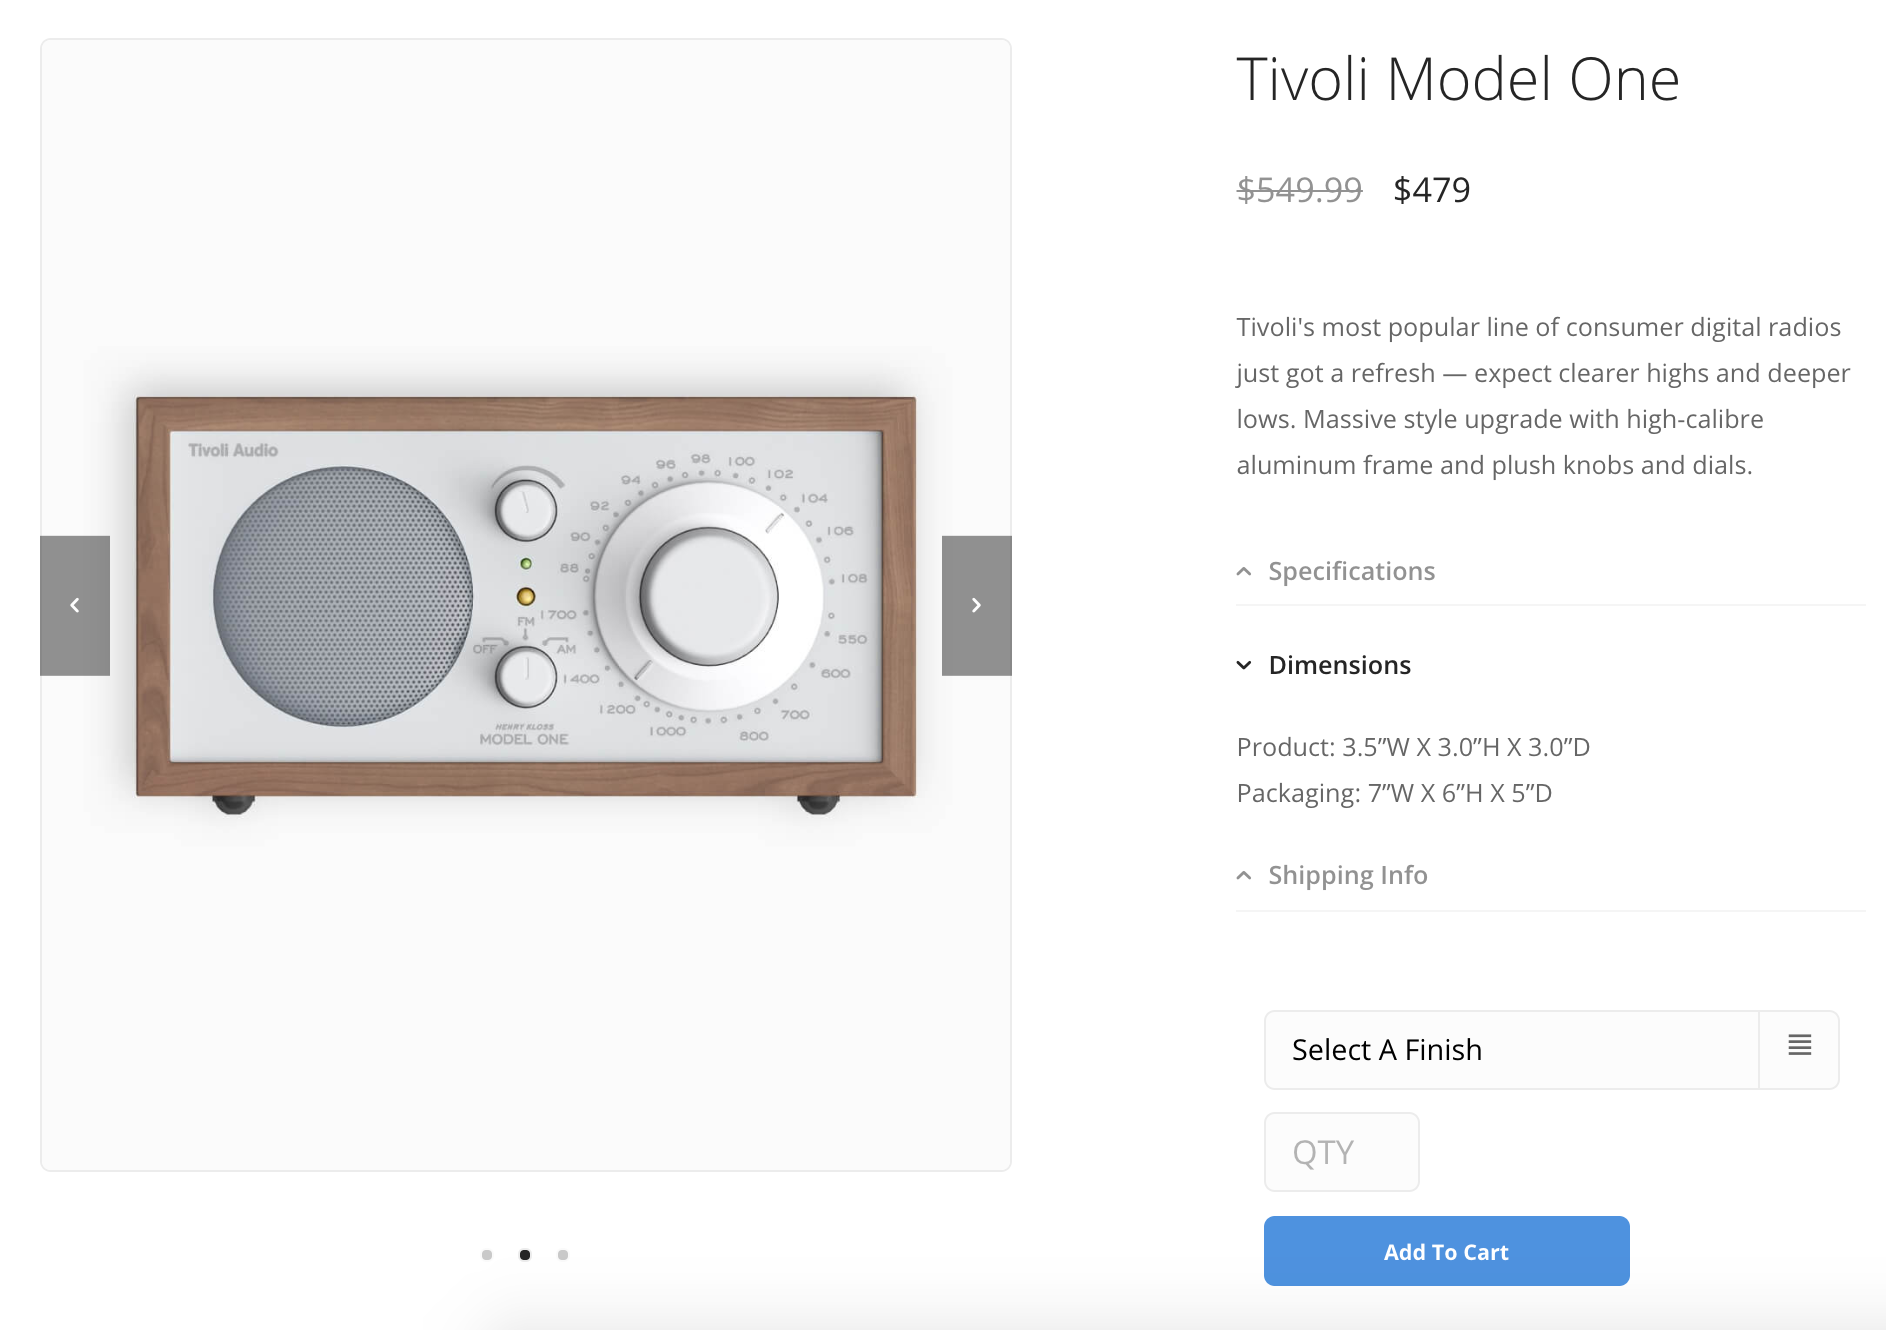 Tivoli Model One
$549.99 $479
Tivoli's most popular line of consumer digital radios
just got a refresh — expect clearer highs and deeper
lows. Massive style upgrade with high-calibre
aluminum frame and plush knobs and dials.
Specifications
Dimensions
Product: 3.5”W X 3.0”H X 3.0”D
Packaging: 7”W X 6”H X 5”D
Shipping Info
Select A Finish
QTY
Add To Cart
Tivoli Audio
88 90 92 94 96 98 100 102 104 106 108
FM
OFF AM
1700 1400 1200 1000 800 700 600 550
HENRY KLOSS
MODEL ONE